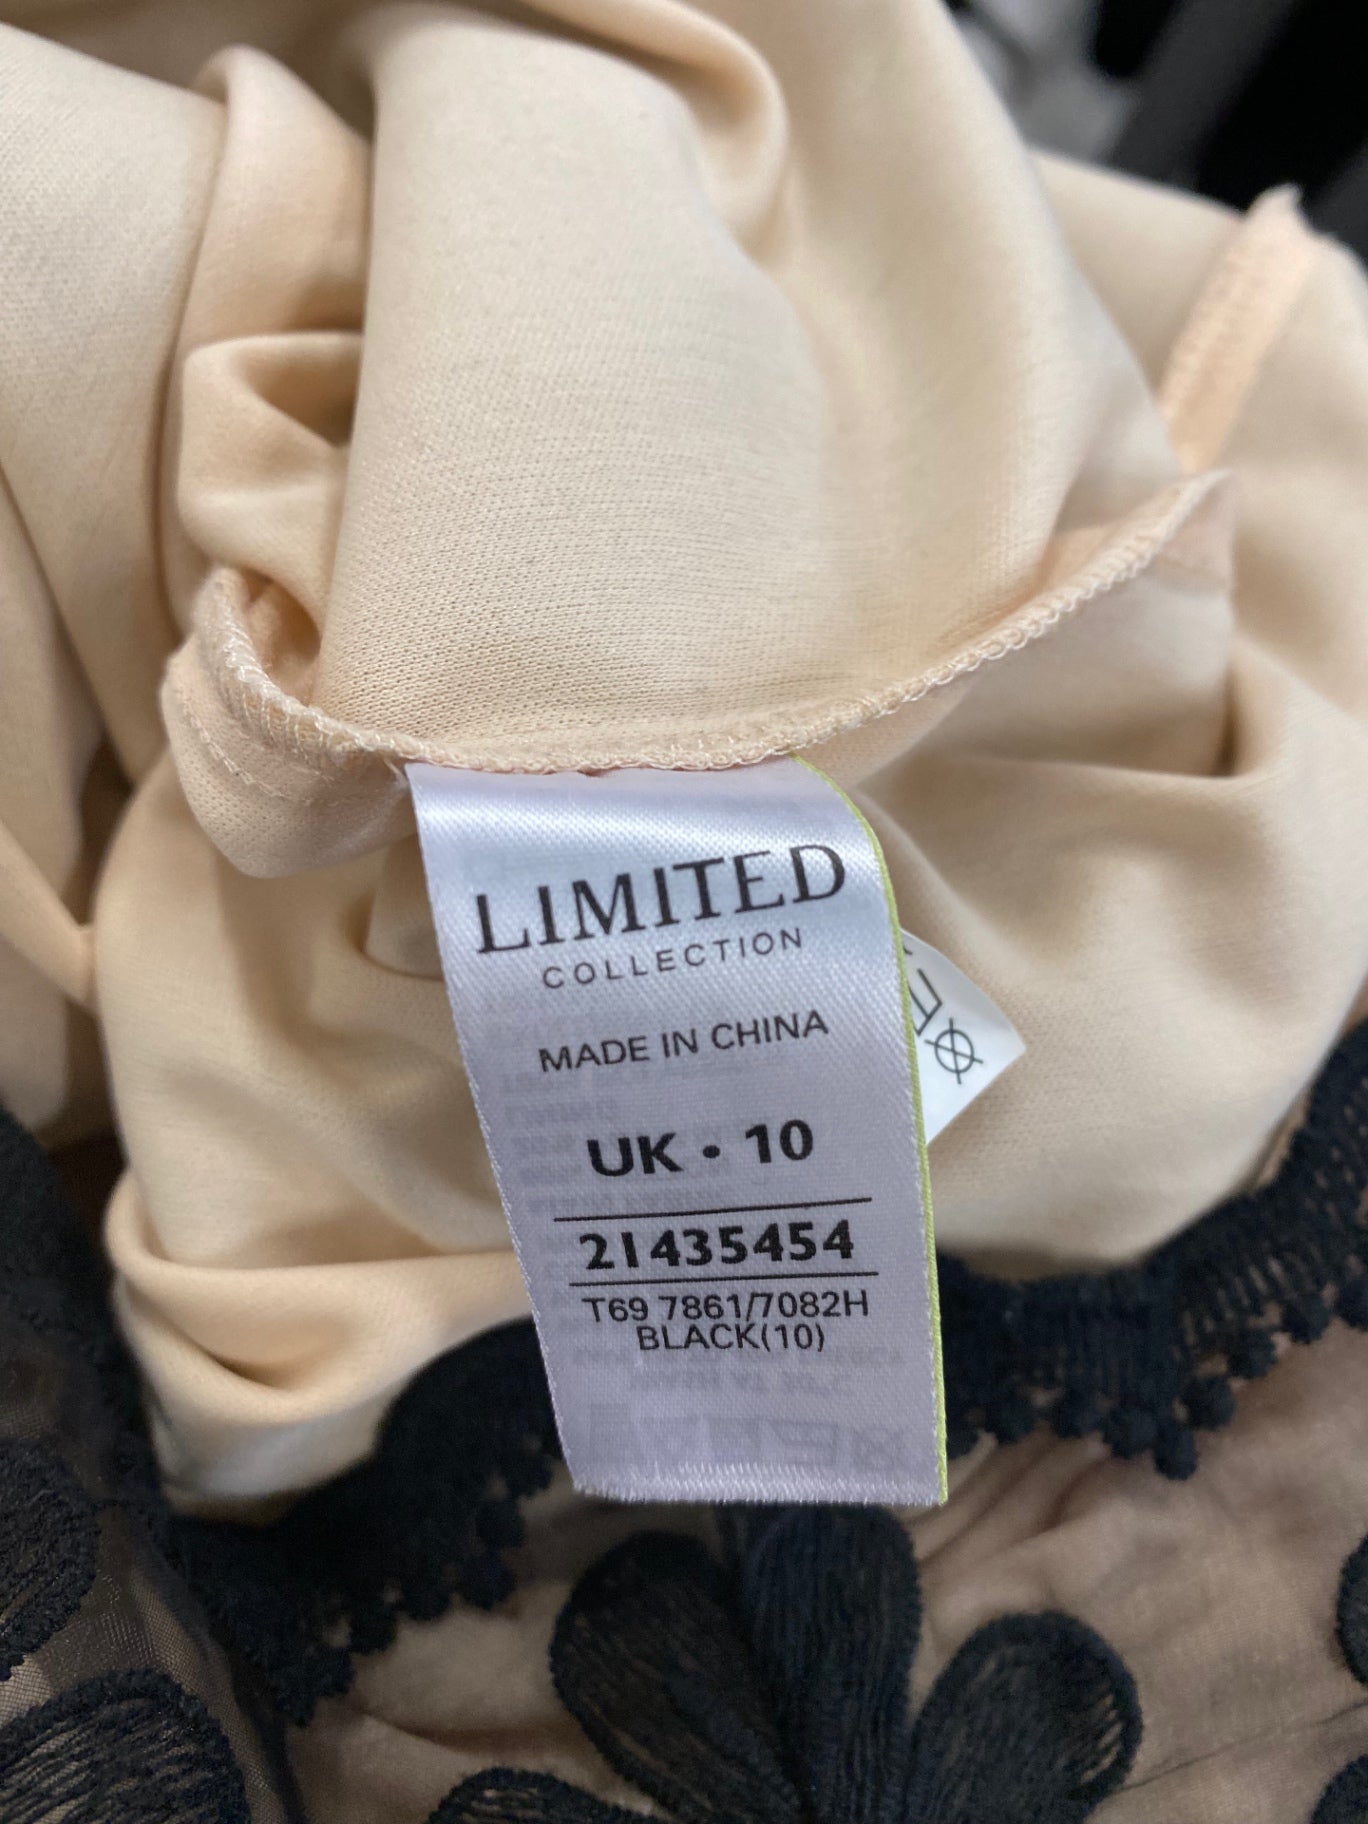 LIMITED
COLLECTION
MADE IN CHINA
UK • 10
21435454
T69 7861/7082H
BLACK(10)